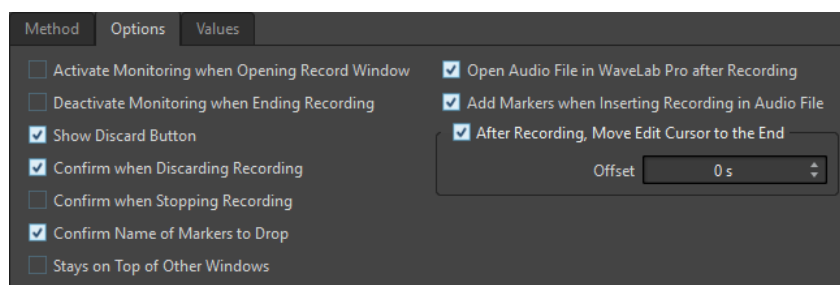 Method Options Values
Activate Monitoring when Opening Record Window
Deactivate Monitoring when Ending Recording
Show Discard Button
Confirm when Discarding Recording
Confirm when Stopping Recording
Confirm Name of Markers to Drop
Stays on Top of Other Windows
Open Audio File in WaveLab Pro after Recording
Add Markers when Inserting Recording in Audio File
After Recording, Move Edit Cursor to the End
Offset 0 s